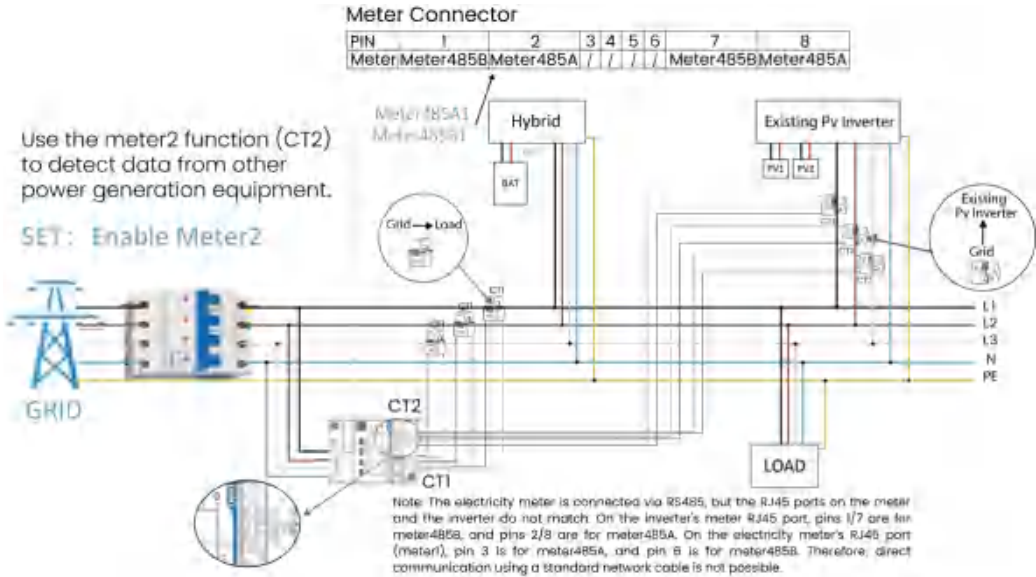 Meter Connector
PIN 1 2 3 4 5 6 7 8
Meter Meter485B Meter485A / / / / Meter485B Meter485A
Meter485A1
Meter485B1
Hybrid
Existing Pv Inverter
BAT
PV1 PV2
Use the meter2 function (CT2)
to detect data from other
power generation equipment.
SET: Enable Meter2
Grid → Load
Existing
Pv Inverter
Grid
CT1
L1
L2
L3
N
PE
GRID
CT2
CT1
LOAD
Note: The electricity meter is connected via RS485, but the RJ45 ports on the meter
and the inverter do not match. On the inverter's meter RJ45 port, pins 1/7 are for
meter485B, and pins 2/8 are for meter485A. On the electricity meter's RJ45 port
(meter1), pin 3 is for meter485A, and pin 6 is for meter485B. Therefore, direct
communication using a standard network cable is not possible.